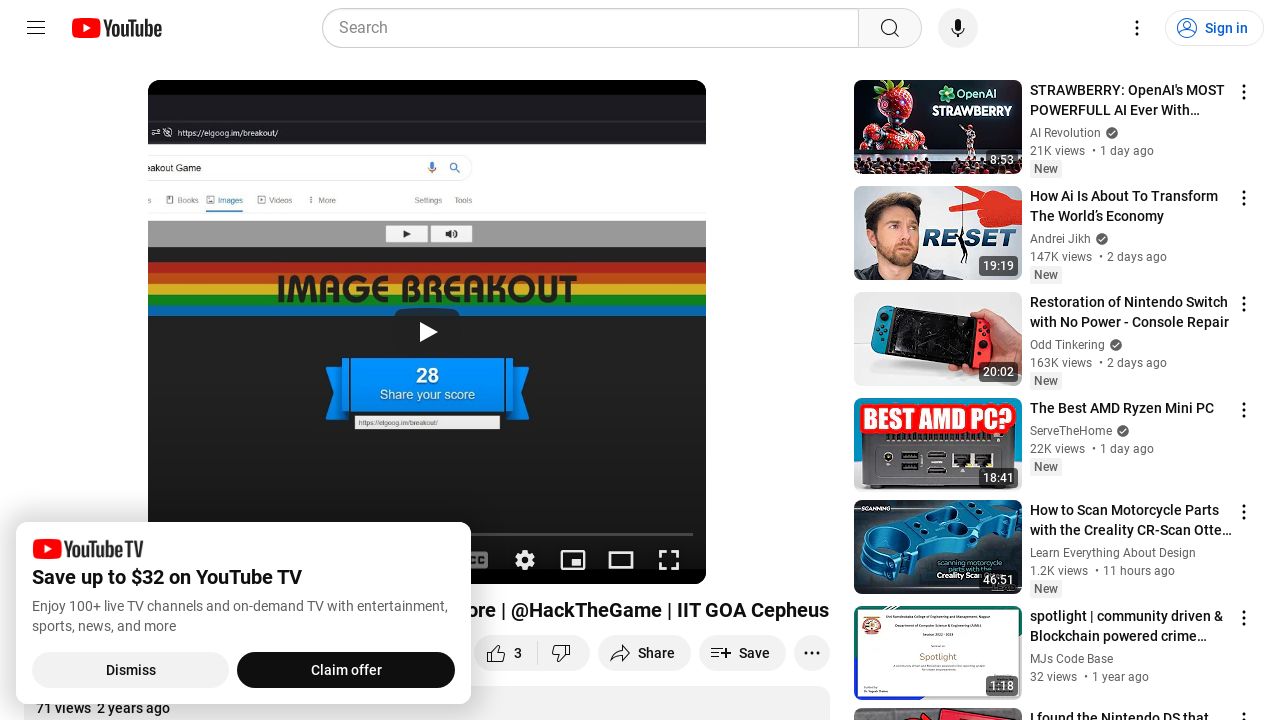 YouTube
Search
Sign in
https://elgoog.im/breakout/
eakout Game
Books
Images
Videos
More
Settings
Tools
IMAGE BREAKOUT
28
Share your score
https://elgoog.im/breakout/
YouTube TV
Save up to $32 on YouTube TV
Enjoy 100+ live TV channels and on-demand TV with entertainment,
sports, news, and more
Dismiss
Claim offer
ore | @HackTheGame | IIT GOA Cepheus
3
Share
Save
71 views 2 years ago
OpenAI
STRAWBERRY
8:53
STRAWBERRY: OpenAI's MOST
POWERFULL AI Ever With…
AI Revolution
21K views • 1 day ago
New
RESET
19:19
How Ai Is About To Transform
The World's Economy
Andrei Jikh
147K views • 2 days ago
New
20:02
Restoration of Nintendo Switch
with No Power - Console Repair
Odd Tinkering
163K views • 2 days ago
New
BEST AMD PC?
18:41
The Best AMD Ryzen Mini PC
ServeTheHome
22K views • 1 day ago
New
SCANNING
scanning motorcycle
parts with the
Creality Scan
46:51
How to Scan Motorcycle Parts
with the Creality CR-Scan Otte…
Learn Everything About Design
1.2K views • 11 hours ago
New
Spotlight
1:18
spotlight | community driven &
Blockchain powered crime…
MJs Code Base
32 views • 1 year ago
I found the Nintendo DS that